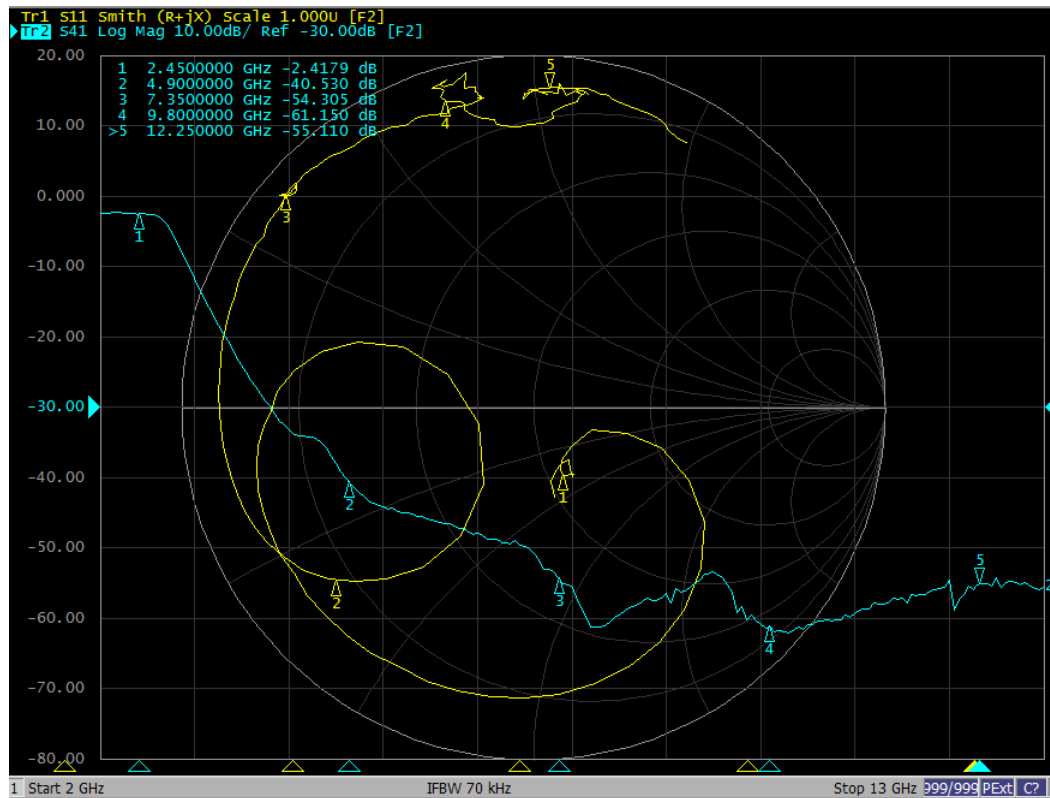 Tr1 S11 Smith (R+jX) Scale 1.000U [F2]
Tr2 S41 Log Mag 10.00dB/ Ref -30.00dB [F2]
20.00
1 2.4500000 GHz -2.4179 dB
2 4.9000000 GHz -40.530 dB
3 7.3500000 GHz -54.305 dB
4 9.8000000 GHz -61.150 dB
>5 12.250000 GHz -55.110 dB
5
4
10.00
0.000
3
1
-10.00
-20.00
-30.00
-40.00
2
1
-50.00
2
3
5
2
-60.00
4
-70.00
-80.00
1 Start 2 GHz IFBW 70 kHz Stop 13 GHz 999/999 PExt C?